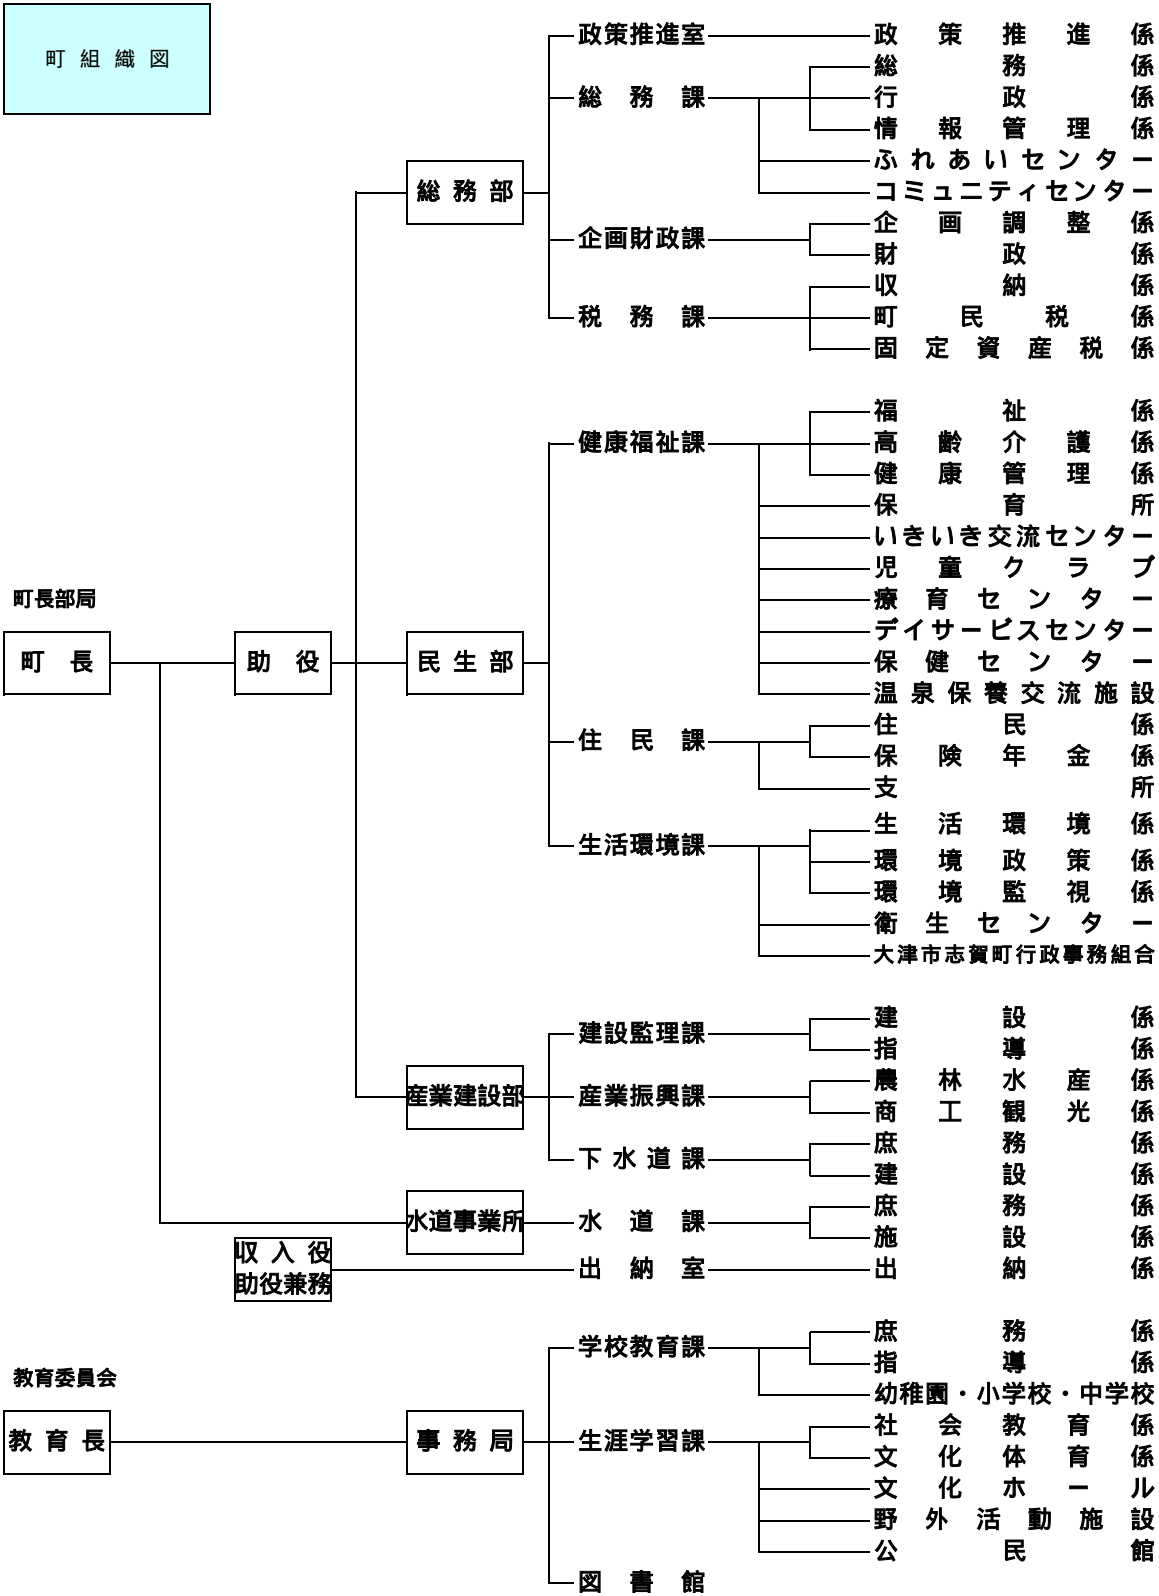 町組織図
政策推進室 政策推進係
総務係
総務課 行政係
情報管理係
ふれあいセンター
総務部 コミュニティセンター
企画財政課 企画調整係
財政係
収納係
税務課 町民税係
固定資産税係
福祉係
健康福祉課 高齢介護係
健康管理係
保育所
いきいき交流センター
児童クラブ
町長部局 療育センター
デイサービスセンター
町長 助役 民生部 保健センター
温泉保養交流施設
住民係
住民課 保険年金係
支所
生活環境課 生活環境係
環境政策係
環境監視係
衛生センター
大津市志賀町行政事務組合
建設監理課 建設係
指導係
産業建設部 産業振興課 農林水産係
商工観光係
下水道課 庶務係
建設係
水道事業所 水道課 庶務係
施設係
収入役
助役兼務 出納室 出納係
学校教育課 庶務係
指導係
教育委員会 幼稚園・小学校・中学校
教育長 事務局 生涯学習課 社会教育係
文化体育係
文化ホール
野外活動施設
公民館
図書館